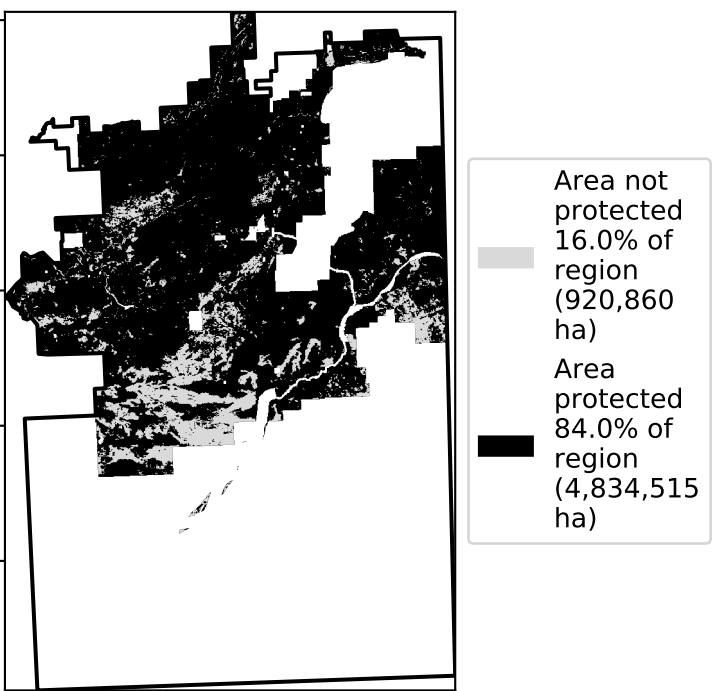 Area not
protected
16.0% of
region
(920,860
ha)
Area
protected
84.0% of
region
(4,834,515
ha)